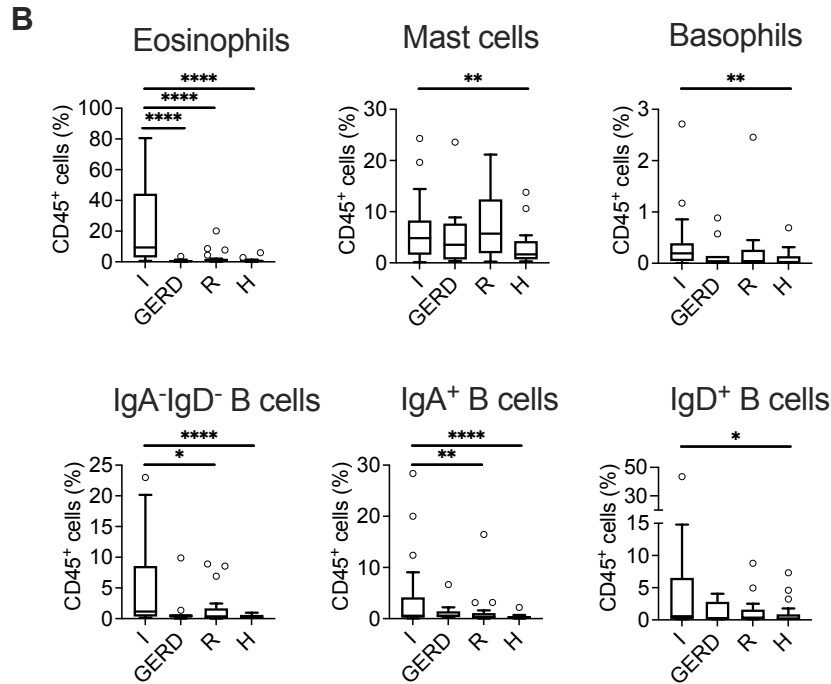 B
Eosinophils
****
****
****
CD45⁺ cells (%)
100
80
60
40
20
0
I
GERD
R
H
Mast cells
**
CD45⁺ cells (%)
30
20
10
0
I
GERD
R
H
Basophils
**
CD45⁺ cells (%)
3
2
1
0
I
GERD
R
H
IgA⁻IgD⁻ B cells
****
*
CD45⁺ cells (%)
25
20
15
10
5
0
I
GERD
R
H
IgA⁺ B cells
****
**
CD45⁺ cells (%)
30
20
10
0
I
GERD
R
H
IgD⁺ B cells
*
CD45⁺ cells (%)
50
30
15
10
5
0
I
GERD
R
H